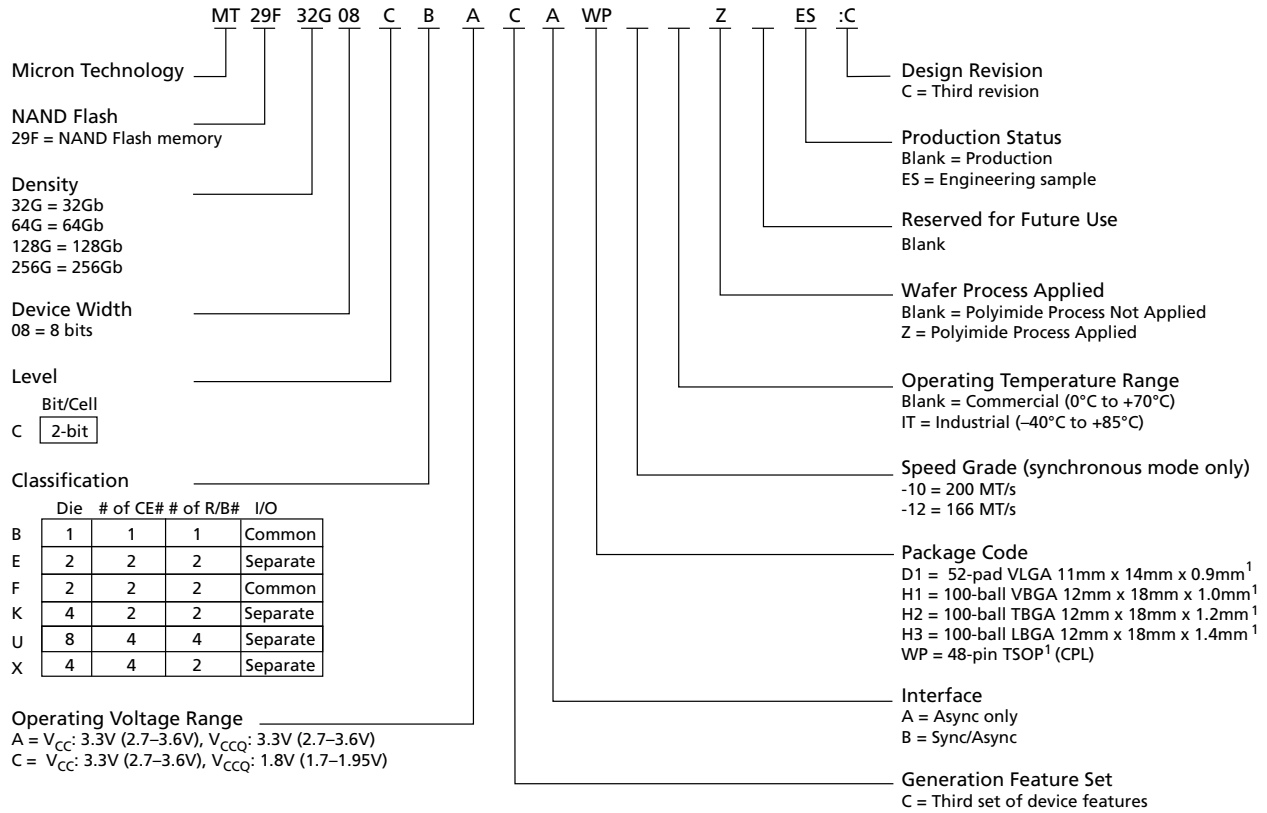 MT 29F 32G 08 C B A C A WP Z ES :C
Micron Technology
NAND Flash
29F = NAND Flash memory
Density
32G = 32Gb
64G = 64Gb
128G = 128Gb
256G = 256Gb
Device Width
08 = 8 bits
Level
Bit/Cell
C 2-bit
Classification
Die # of CE# # of R/B# I/O
B 1 1 1 Common
E 2 2 2 Separate
F 2 2 2 Common
K 4 2 2 Separate
U 8 4 4 Separate
X 4 4 2 Separate
Operating Voltage Range
A = VCC: 3.3V (2.7–3.6V), VCCQ: 3.3V (2.7–3.6V)
C = VCC: 3.3V (2.7–3.6V), VCCQ: 1.8V (1.7–1.95V)
Design Revision
C = Third revision
Production Status
Blank = Production
ES = Engineering sample
Reserved for Future Use
Blank
Wafer Process Applied
Blank = Polyimide Process Not Applied
Z = Polyimide Process Applied
Operating Temperature Range
Blank = Commercial (0°C to +70°C)
IT = Industrial (–40°C to +85°C)
Speed Grade (synchronous mode only)
-10 = 200 MT/s
-12 = 166 MT/s
Package Code
D1 = 52-pad VLGA 11mm x 14mm x 0.9mm1
H1 = 100-ball VBGA 12mm x 18mm x 1.0mm1
H2 = 100-ball TBGA 12mm x 18mm x 1.2mm1
H3 = 100-ball LBGA 12mm x 18mm x 1.4mm1
WP = 48-pin TSOP1 (CPL)
Interface
A = Async only
B = Sync/Async
Generation Feature Set
C = Third set of device features